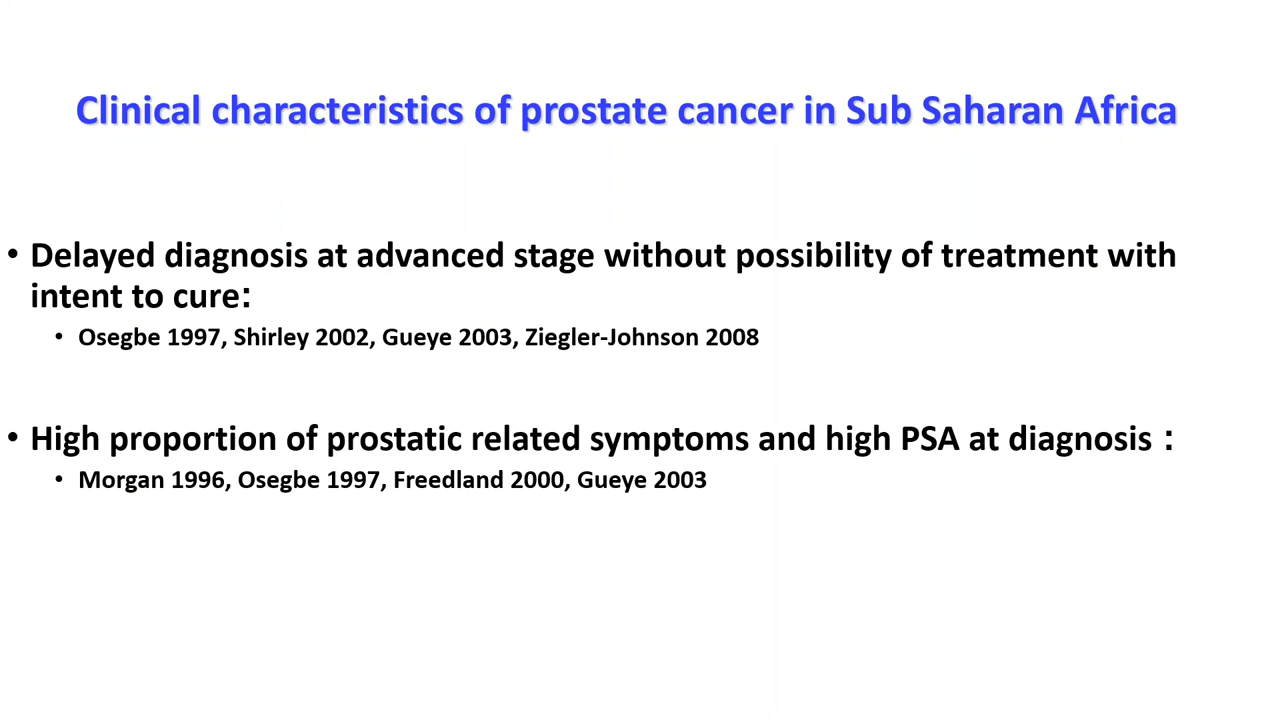 Clinical characteristics of prostate cancer in Sub Saharan Africa
• Delayed diagnosis at advanced stage without possibility of treatment with
intent to cure:
• Osegbe 1997, Shirley 2002, Gueye 2003, Ziegler-Johnson 2008
• High proportion of prostatic related symptoms and high PSA at diagnosis :
• Morgan 1996, Osegbe 1997, Freedland 2000, Gueye 2003